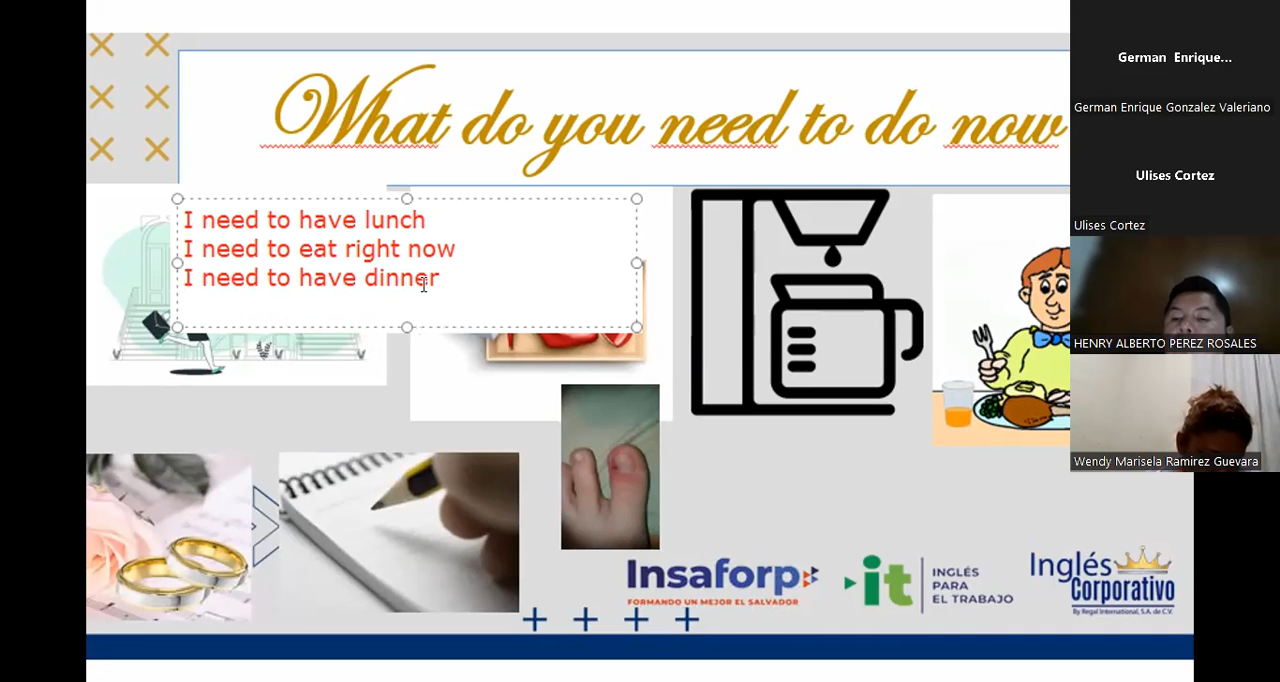 What do you need to do now
I need to have lunch
I need to eat right now
I need to have dinner
German Enrique...
German Enrique Gonzalez Valeriano
Ulises Cortez
Ulises Cortez
HENRY ALBERTO PEREZ ROSALES
Wendy Marisela Ramirez Guevara
Insaforp
FORMANDO UN MEJOR EL SALVADOR
it
INGLÉS
PARA
EL TRABAJO
Inglés
Corporativo
By Regal International, S.A. de C.V.